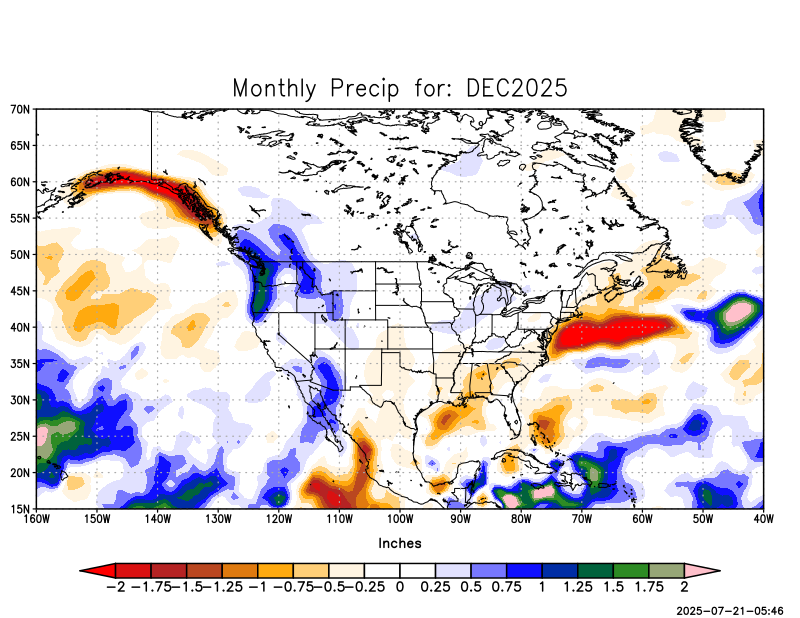 Monthly Precip for: DEC2025
70N
65N
60N
55N
50N
45N
40N
35N
30N
25N
20N
15N
160W 150W 140W 130W 120W 110W 100W 90W 80W 70W 60W 50W 40W
Inches
-2 -1.75 -1.5 -1.25 -1 -0.75 -0.5 -0.25 0 0.25 0.5 0.75 1 1.25 1.5 1.75 2
2025-07-21-05:46